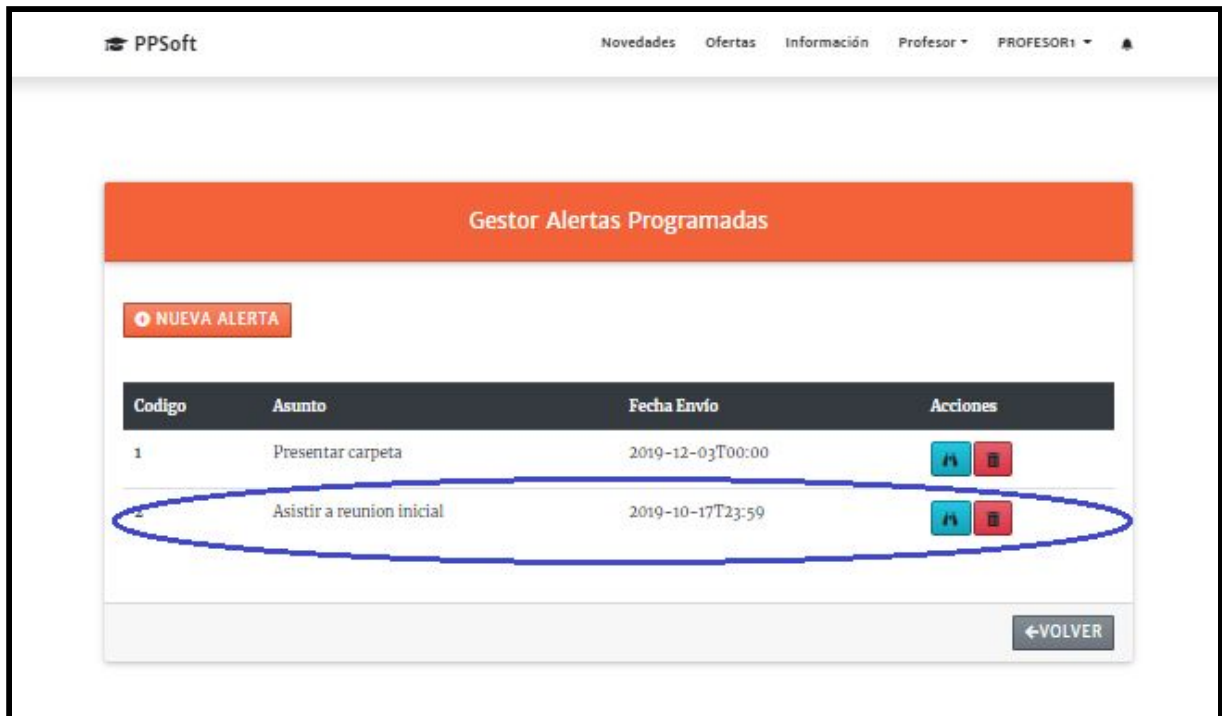 PPSoft Novedades Ofertas Información Profesor PROFESOR1
Gestor Alertas Programadas
NUEVA ALERTA
Codigo Asunto Fecha Envío Acciones
1 Presentar carpeta 2019-12-03T00:00
2 Asistir a reunion inicial 2019-10-17T23:59
VOLVER